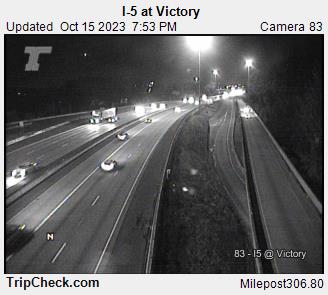 I-5 at Victory
Updated Oct 15 2023 7:53 PM Camera 83
T
N
83 - I5 @ Victory
TripCheck.com Milepost306.80